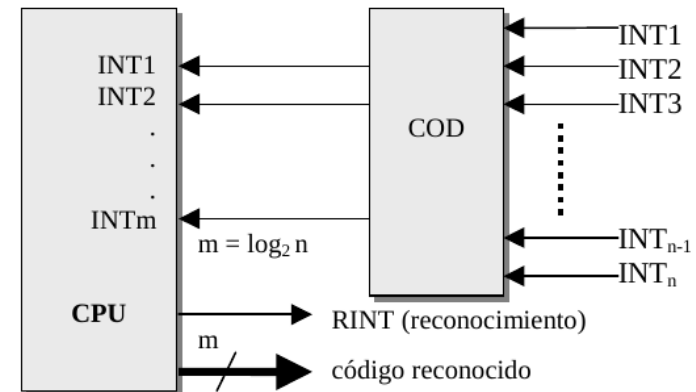 INT1
INT2
.
.
.
INTm
CPU
m = log₂ n
m
COD
INT1
INT2
INT3
INTₙ₋₁
INTₙ
RINT (reconocimiento)
código reconocido